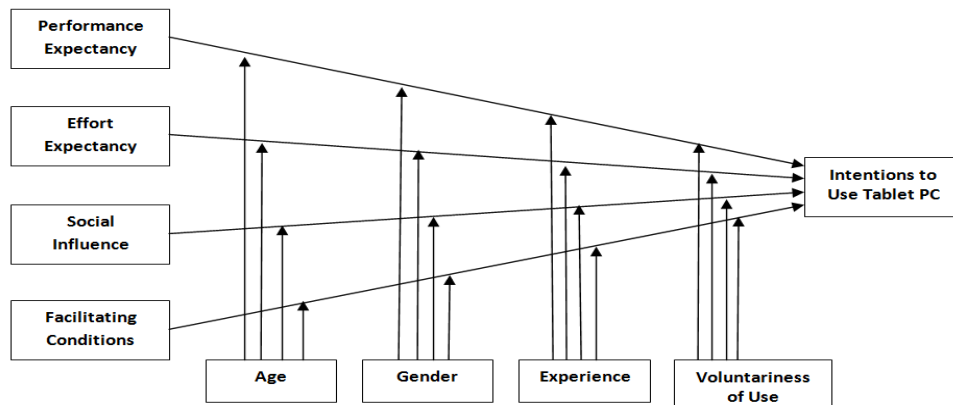 Performance
Expectancy
Effort
Expectancy
Social
Influence
Facilitating
Conditions
Intentions to
Use Tablet PC
Age
Gender
Experience
Voluntariness
of Use